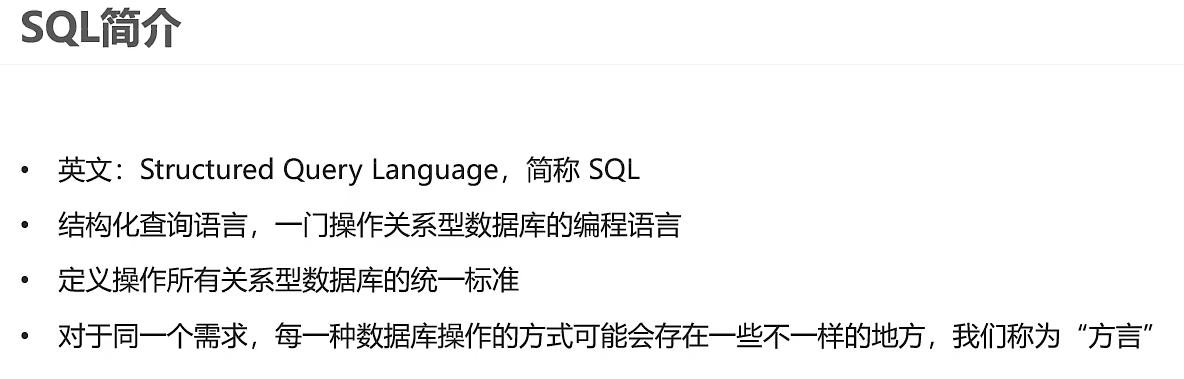 SQL简介
• 英文：Structured Query Language，简称 SQL
• 结构化查询语言，一门操作关系型数据库的编程语言
• 定义操作所有关系型数据库的统一标准
• 对于同一个需求，每一种数据库操作的方式可能会存在一些不一样的地方，我们称为“方言”